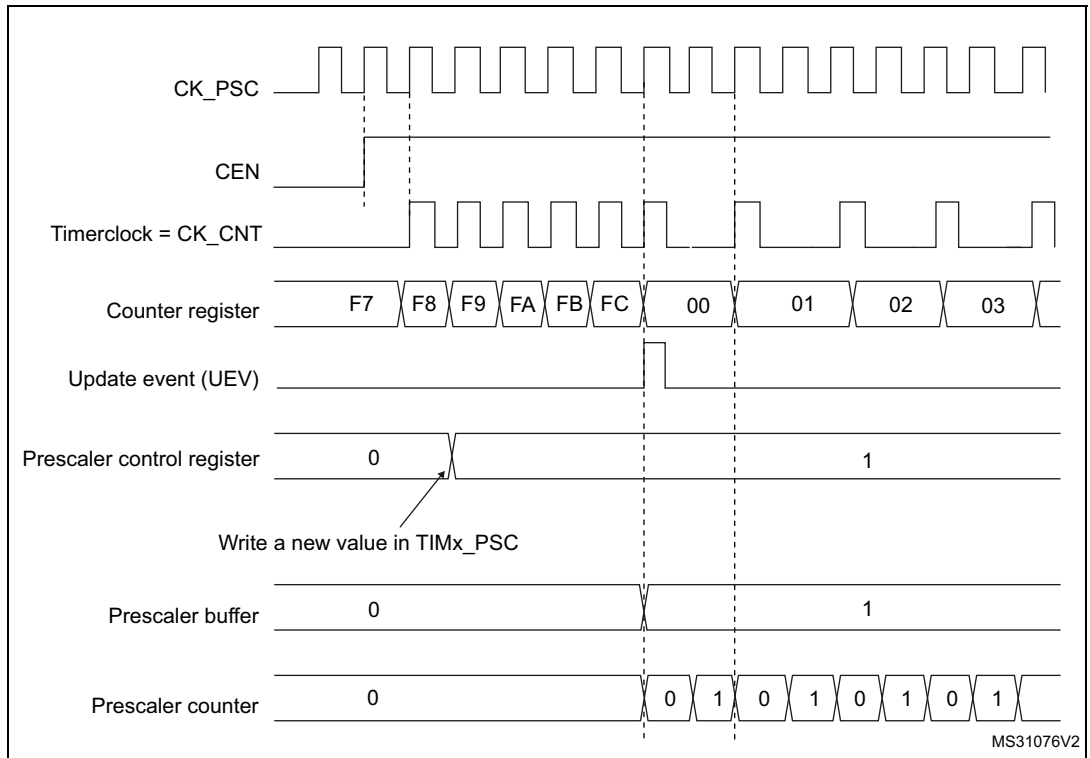 CK_PSC
CEN
Timerclock = CK_CNT
Counter register F7 F8 F9 FA FB FC 00 01 02 03
Update event (UEV)
Prescaler control register 0 1
Write a new value in TIMx_PSC
Prescaler buffer 0 1
Prescaler counter 0 0 1 0 1 0 1 0 1
MS31076V2